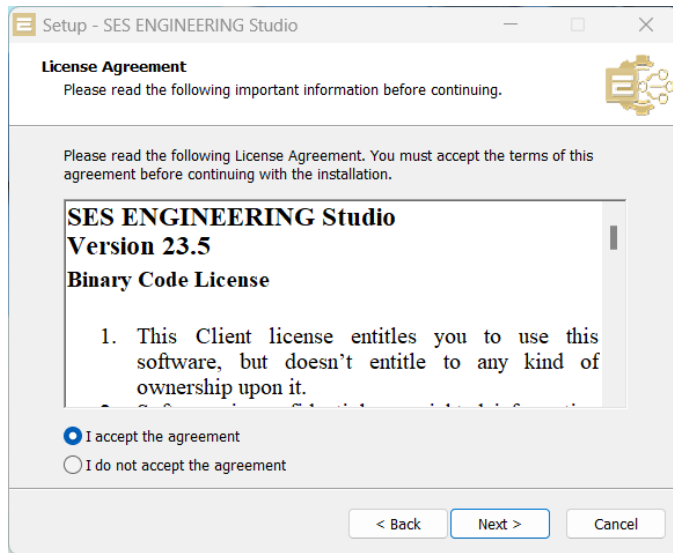 Setup - SES ENGINEERING Studio
License Agreement
Please read the following important information before continuing.
Please read the following License Agreement. You must accept the terms of this
agreement before continuing with the installation.
SES ENGINEERING Studio
Version 23.5
Binary Code License
1. This Client license entitles you to use this
software, but doesn’t entitle to any kind of
ownership upon it.
I accept the agreement
I do not accept the agreement
< Back
Next >
Cancel